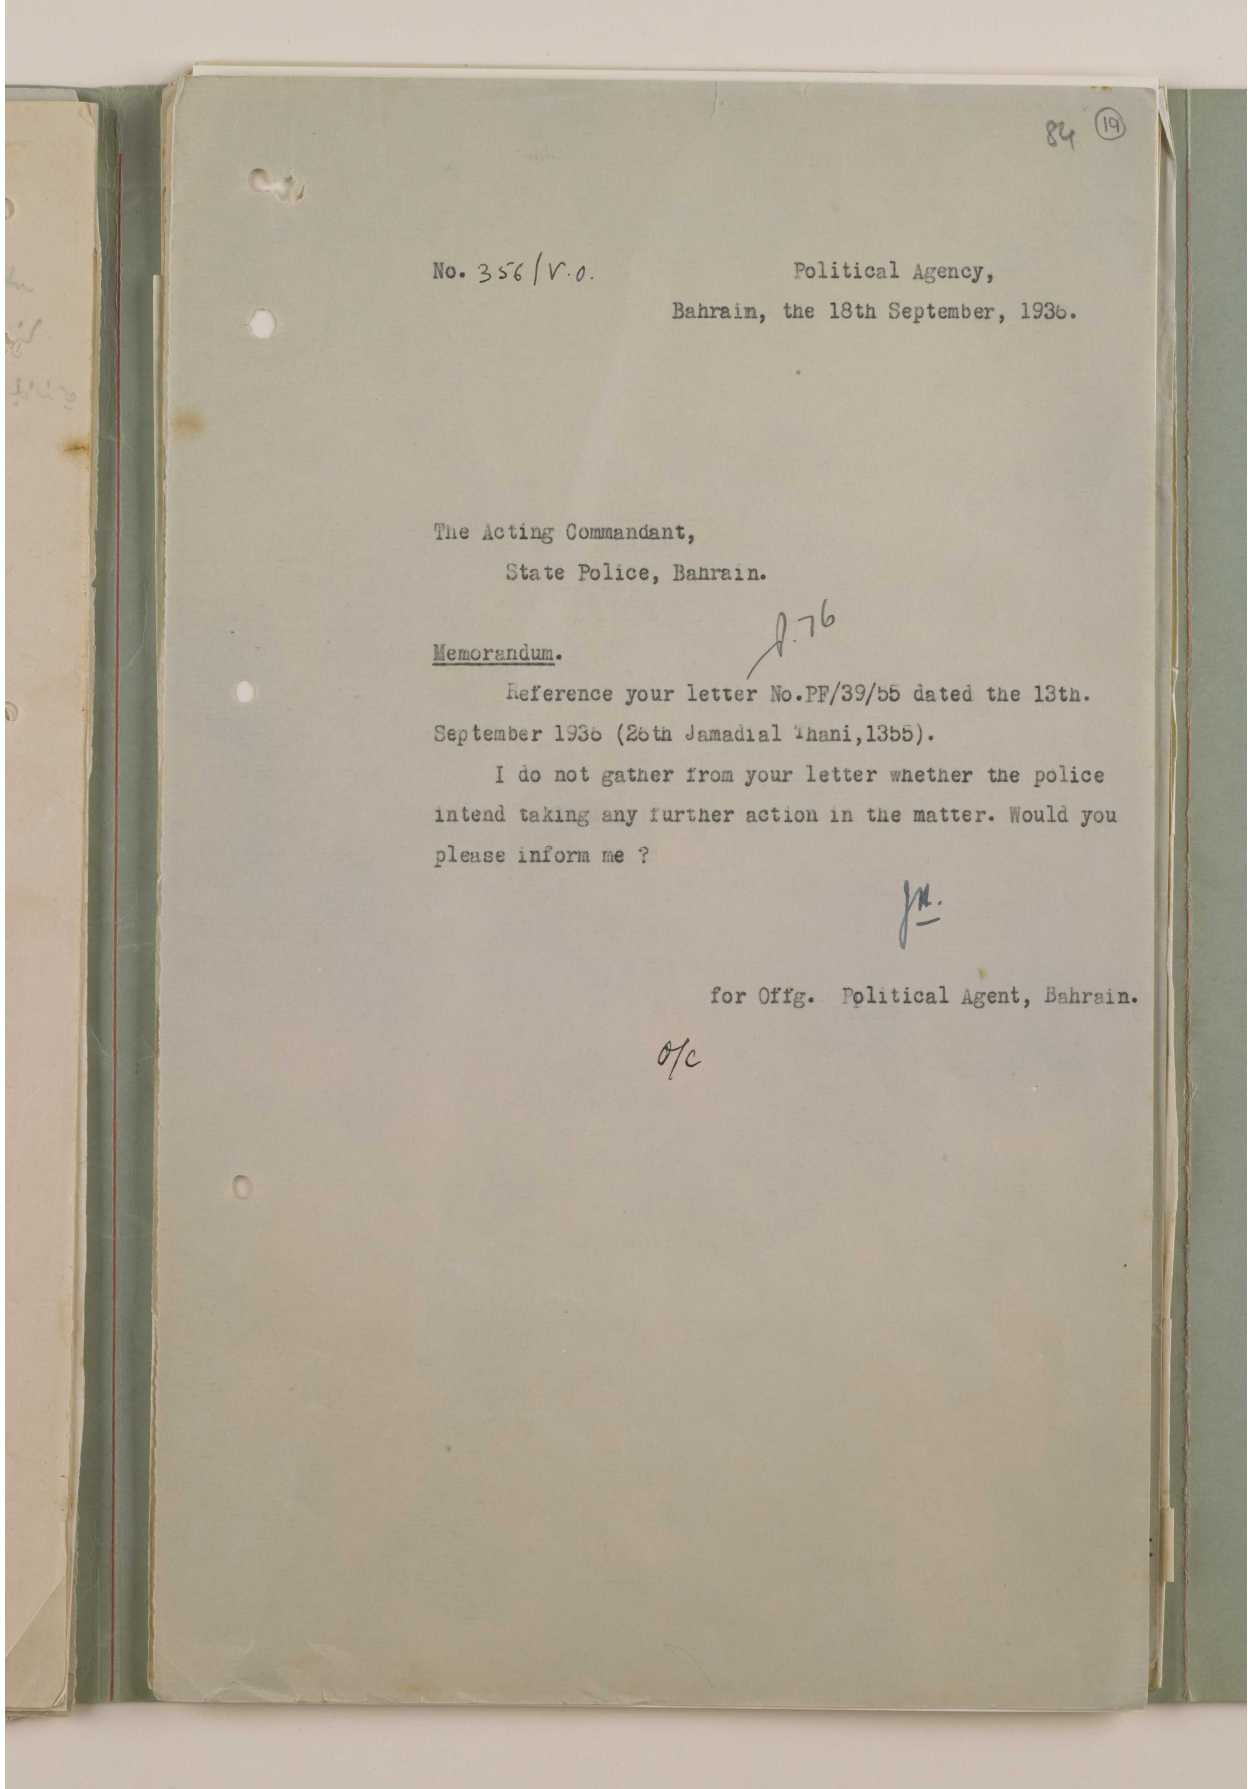 84 19
No. 356/V.O. Political Agency,
Bahrain, the 18th September, 1936.
The Acting Commandant,
State Police, Bahrain.
P.76
Memorandum.
Reference your letter No.PF/39/55 dated the 13th.
September 1936 (26th Jamadial Thani,1355).
I do not gather from your letter whether the police
intend taking any further action in the matter. Would you
please inform me ?
for Offg. Political Agent, Bahrain.
O/C